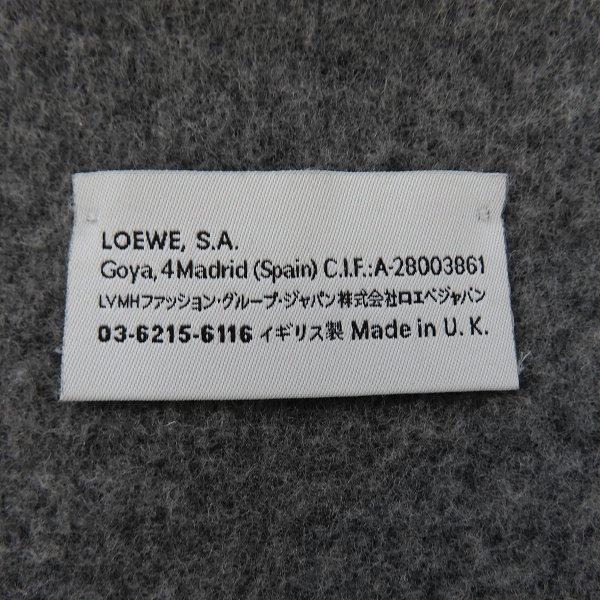 LOEWE, S.A.
Goya, 4 Madrid (Spain) C.I.F.:A-28003861
LVMHファッション・グループ・ジャパン株式会社ロエベジャパン
03-6215-6116 イギリス製 Made in U. K.